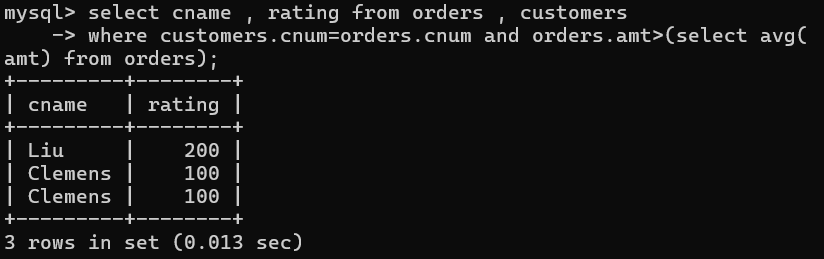 mysql> select cname , rating from orders , customers
    -> where customers.cnum=orders.cnum and orders.amt>(select avg(
amt) from orders);
+---------+--------+
| cname   | rating |
+---------+--------+
| Liu     |    200 |
| Clemens |    100 |
| Clemens |    100 |
+---------+--------+
3 rows in set (0.013 sec)